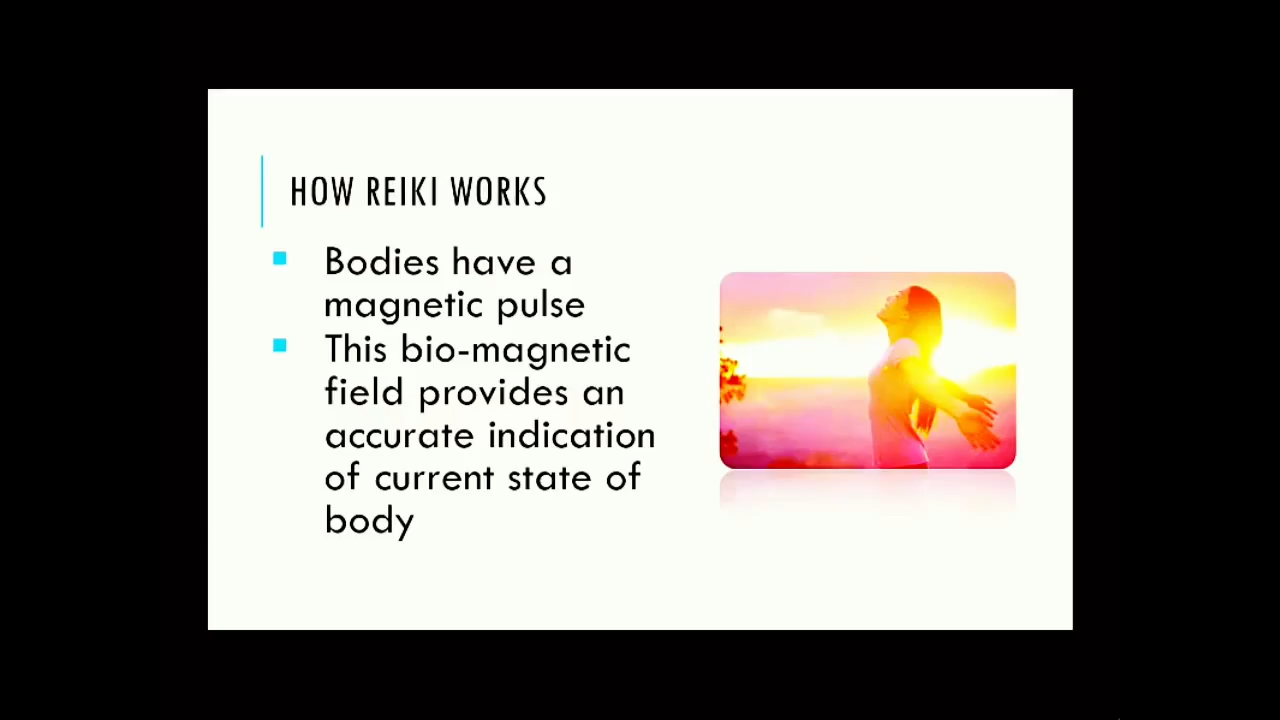 HOW REIKI WORKS
Bodies have a
magnetic pulse
This bio-magnetic
field provides an
accurate indication
of current state of
body